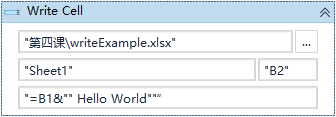 Write Cell
"第四课\writeExample.xlsx" ...
"Sheet1" "B2"
"=B1&"" Hello World""“